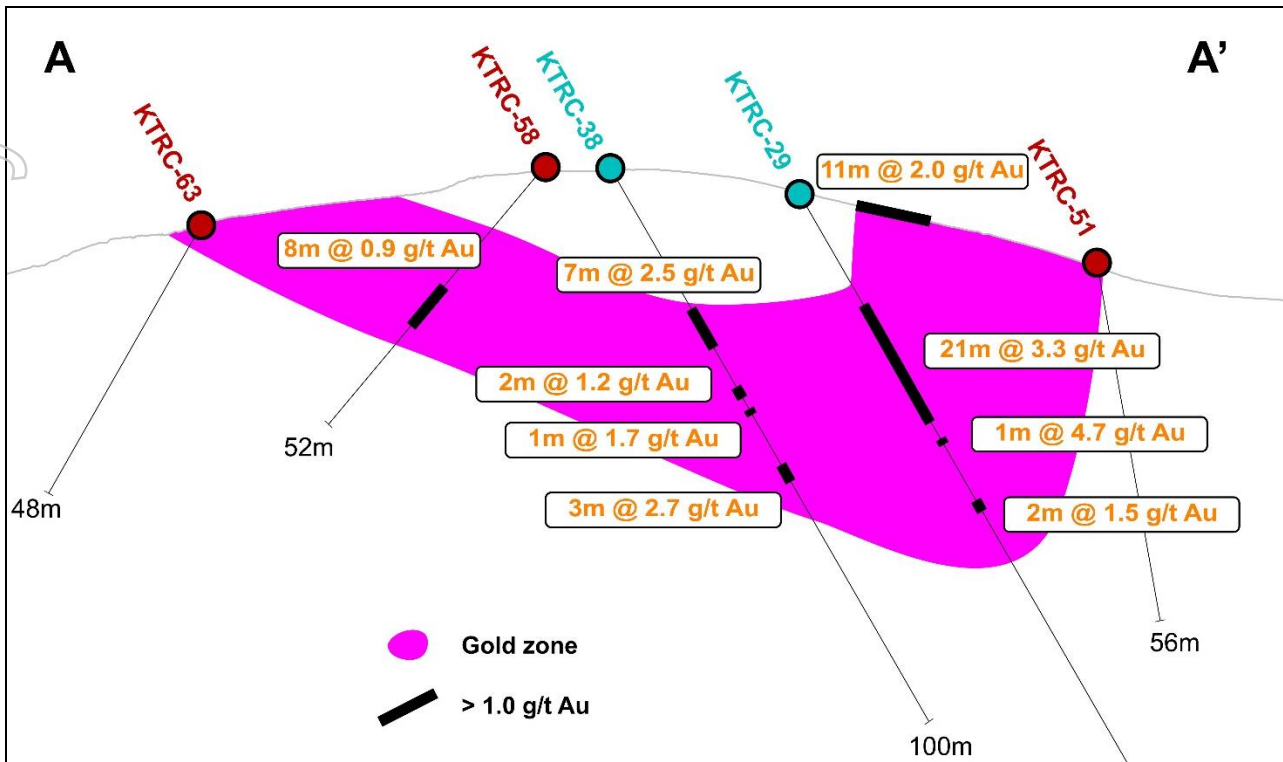 A
A'
KTRC-63
KTRC-58
KTRC-38
KTRC-29
KTRC-51
11m @ 2.0 g/t Au
8m @ 0.9 g/t Au
7m @ 2.5 g/t Au
21m @ 3.3 g/t Au
2m @ 1.2 g/t Au
1m @ 1.7 g/t Au
1m @ 4.7 g/t Au
3m @ 2.7 g/t Au
2m @ 1.5 g/t Au
52m
48m
56m
100m
Gold zone
> 1.0 g/t Au